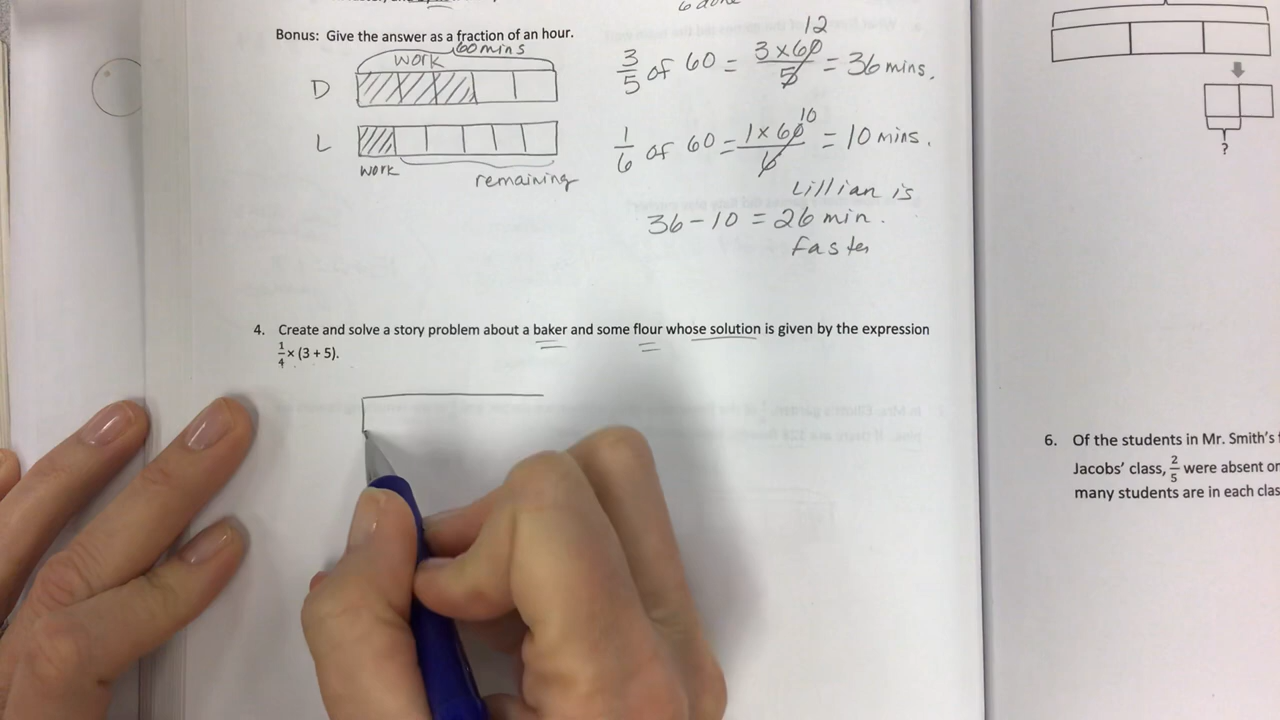 Bonus: Give the answer as a fraction of an hour.
60 mins
work
D
L
work
remaining
12
3/5 of 60 = 3 x 60/5 = 36 mins.
10
1/6 of 60 = 1 x 60/6 = 10 mins.
Lillian is
36 - 10 = 26 min.
faster
4. Create and solve a story problem about a baker and some flour whose solution is given by the expression
1/4 × (3 + 5).
?
6. Of the students in Mr. Smith's
Jacobs' class, 2/5 were absent
many students are in each